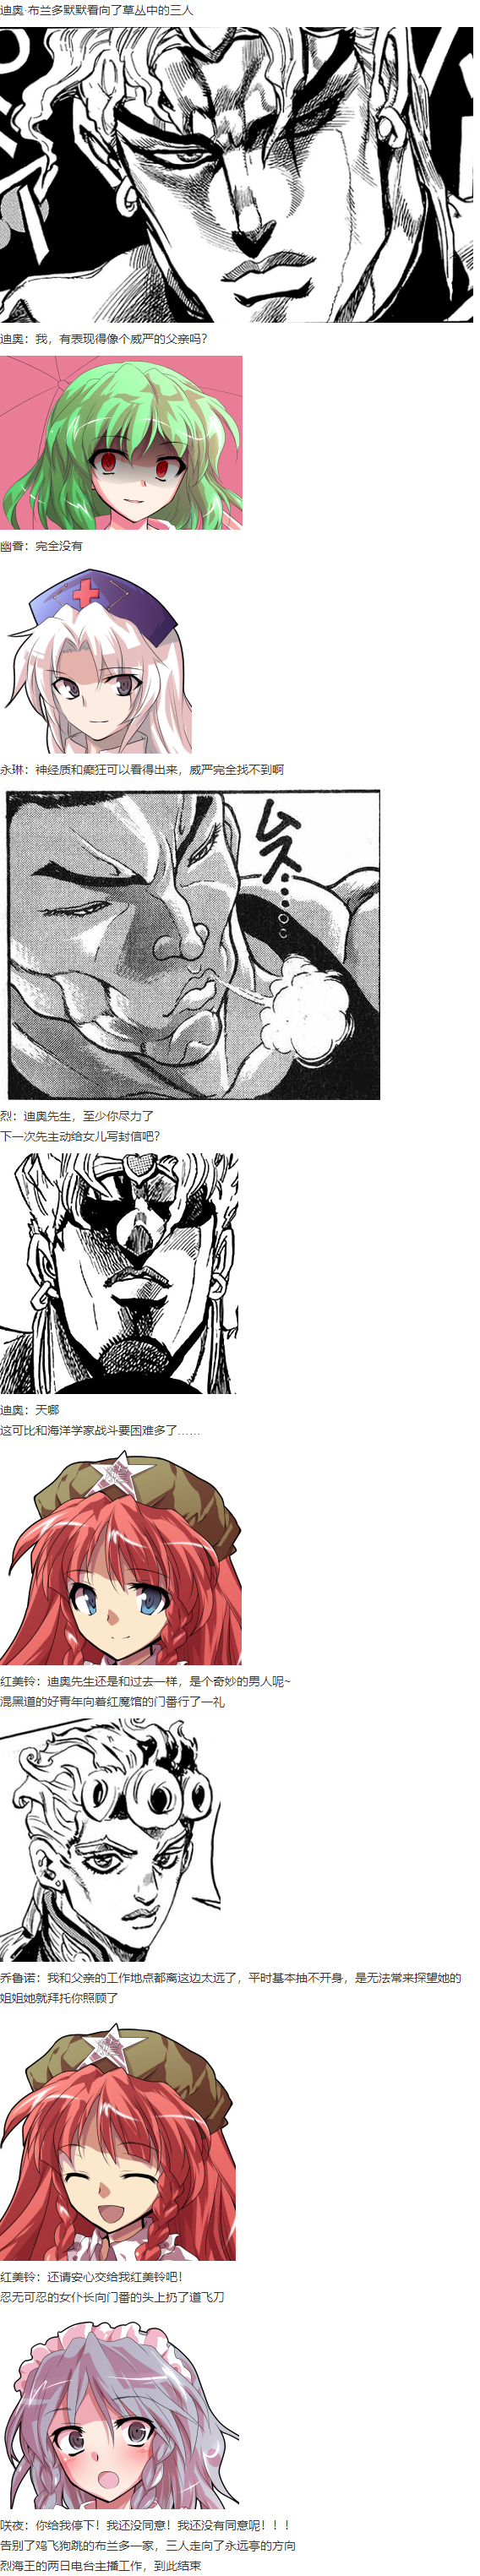 迪奥·布兰多默默看向了草丛中的三人
迪奥：我，有表现得像个威严的父亲吗？
幽香：完全没有
永琳：神经质和癫狂可以看得出来，威严完全找不到啊
ムス…
烈：迪奥先生，至少你尽力了
下一次先主动给女儿写封信吧？
迪奥：天哪
这可比和海洋学家战斗要困难多了……
红美铃：迪奥先生还是和过去一样，是个奇妙的男人呢~
混黑道的好青年向着红魔馆的门番行了一礼
乔鲁诺：我和父亲的工作地点都离这边太远了，平时基本抽不开身，是无法常来探望她的
姐姐她就拜托你照顾了
红美铃：还请安心交给我红美铃吧！
忍无可忍的女仆长向门番的头上扔了道飞刀
咲夜：你给我停下！我还没同意！我还没有同意呢！！！
告别了鸡飞狗跳的布兰多一家，三人走向了永远亭的方向
烈海王的两日电台主播工作，到此结束